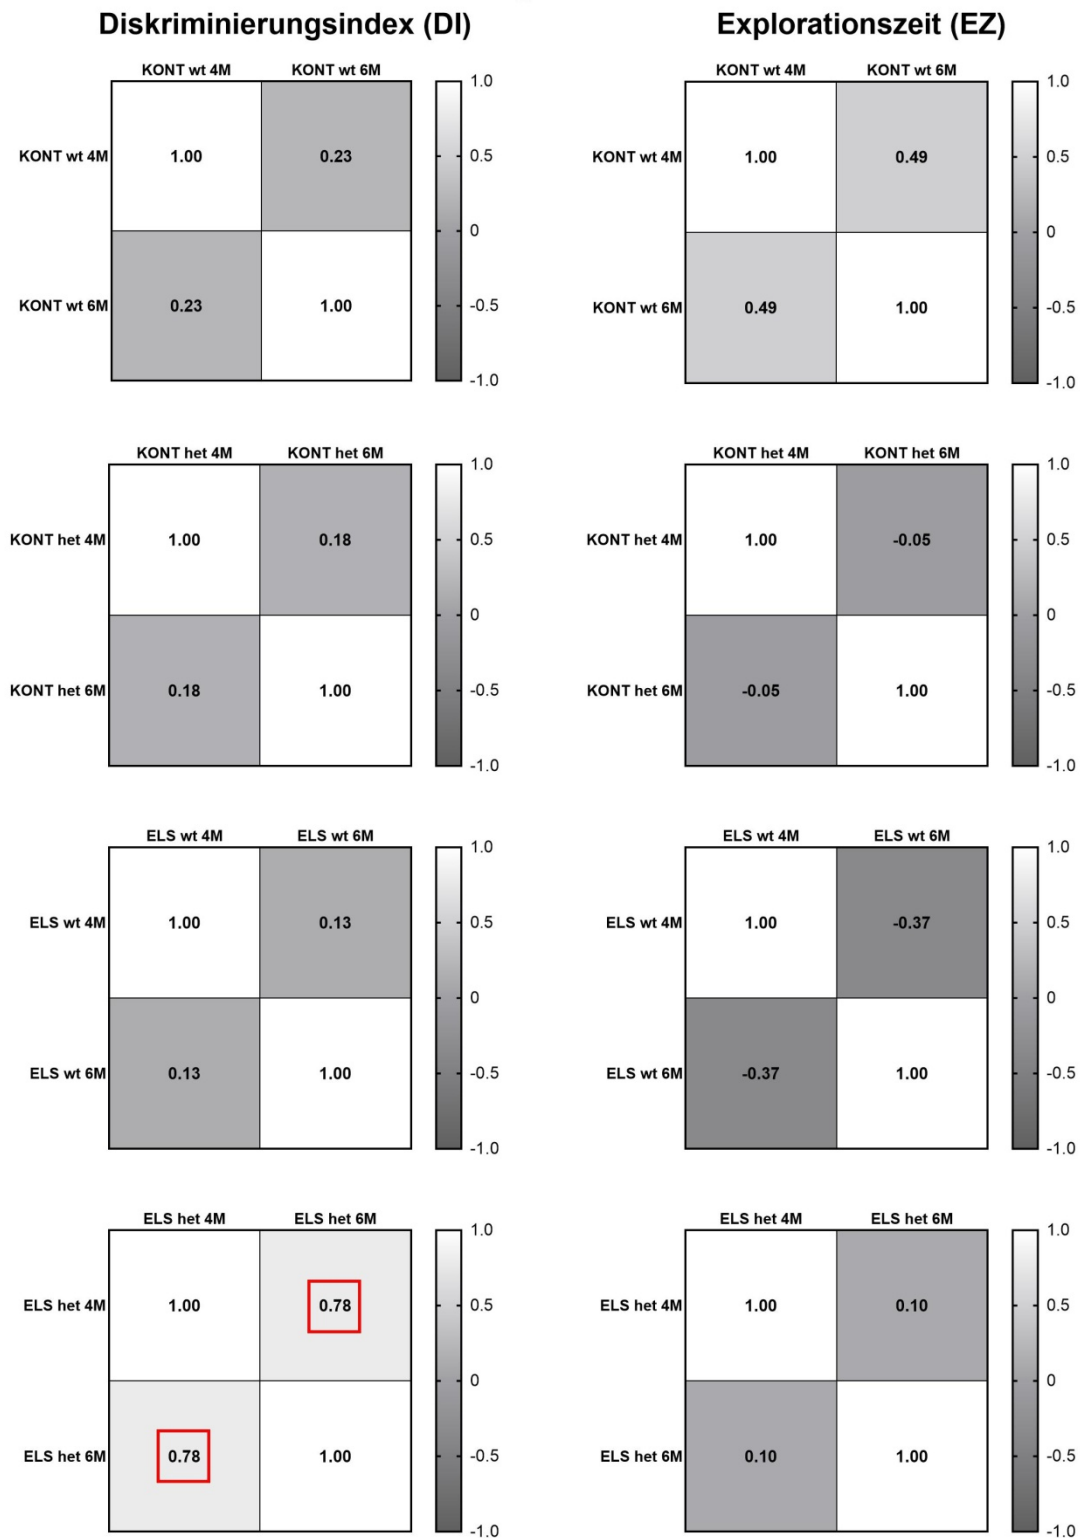 Diskriminierungsindex (DI)
Explorationszeit (EZ)
KONT wt 4M KONT wt 6M
KONT wt 4M 1.00 0.23
KONT wt 6M 0.23 1.00
1.0
0.5
0
-0.5
-1.0
KONT wt 4M KONT wt 6M
KONT wt 4M 1.00 0.49
KONT wt 6M 0.49 1.00
1.0
0.5
0
-0.5
-1.0
KONT het 4M KONT het 6M
KONT het 4M 1.00 0.18
KONT het 6M 0.18 1.00
1.0
0.5
0
-0.5
-1.0
KONT het 4M KONT het 6M
KONT het 4M 1.00 -0.05
KONT het 6M -0.05 1.00
1.0
0.5
0
-0.5
-1.0
ELS wt 4M ELS wt 6M
ELS wt 4M 1.00 0.13
ELS wt 6M 0.13 1.00
1.0
0.5
0
-0.5
-1.0
ELS wt 4M ELS wt 6M
ELS wt 4M 1.00 -0.37
ELS wt 6M -0.37 1.00
1.0
0.5
0
-0.5
-1.0
ELS het 4M ELS het 6M
ELS het 4M 1.00 0.78
ELS het 6M 0.78 1.00
1.0
0.5
0
-0.5
-1.0
ELS het 4M ELS het 6M
ELS het 4M 1.00 0.10
ELS het 6M 0.10 1.00
1.0
0.5
0
-0.5
-1.0